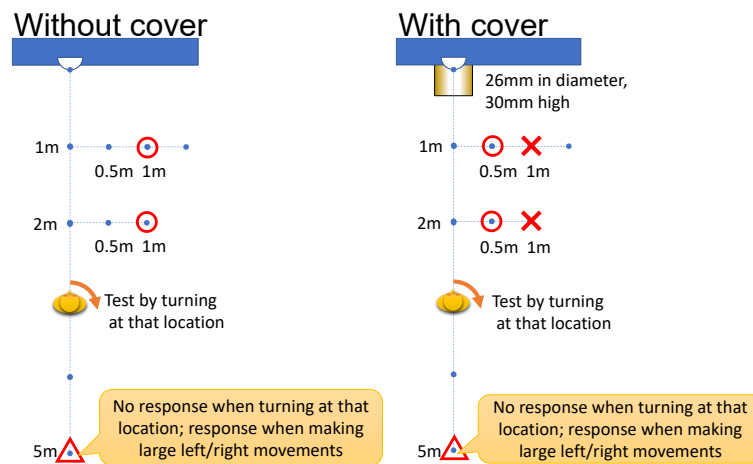 Without cover
1m
0.5m 1m
2m
0.5m 1m
Test by turning
at that location
No response when turning at that
location; response when making
large left/right movements
5m
With cover
26mm in diameter,
30mm high
1m
0.5m 1m
2m
0.5m 1m
Test by turning
at that location
No response when turning at that
location; response when making
large left/right movements
5m